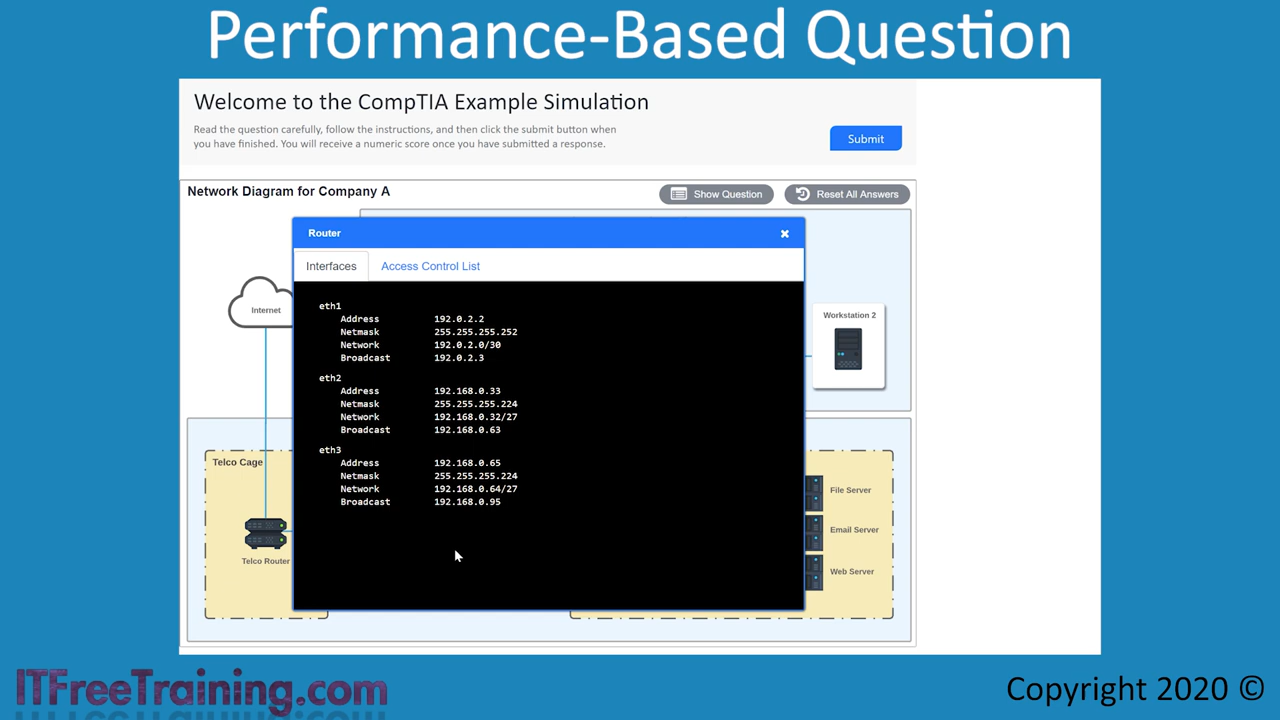 Performance-Based Question
Welcome to the CompTIA Example Simulation
Read the question carefully, follow the instructions, and then click the submit button when
you have finished. You will receive a numeric score once you have submitted a response.
Submit
Network Diagram for Company A
Show Question
Reset All Answers
Router
Interfaces
Access Control List
eth1
Address 192.0.2.2
Netmask 255.255.255.252
Network 192.0.2.0/30
Broadcast 192.0.2.3
eth2
Address 192.168.0.33
Netmask 255.255.255.224
Network 192.168.0.32/27
Broadcast 192.168.0.63
eth3
Address 192.168.0.65
Netmask 255.255.255.224
Network 192.168.0.64/27
Broadcast 192.168.0.95
Internet
Workstation 2
Telco Cage
Telco Router
File Server
Email Server
Web Server
ITFreeTraining.com
Copyright 2020 ©